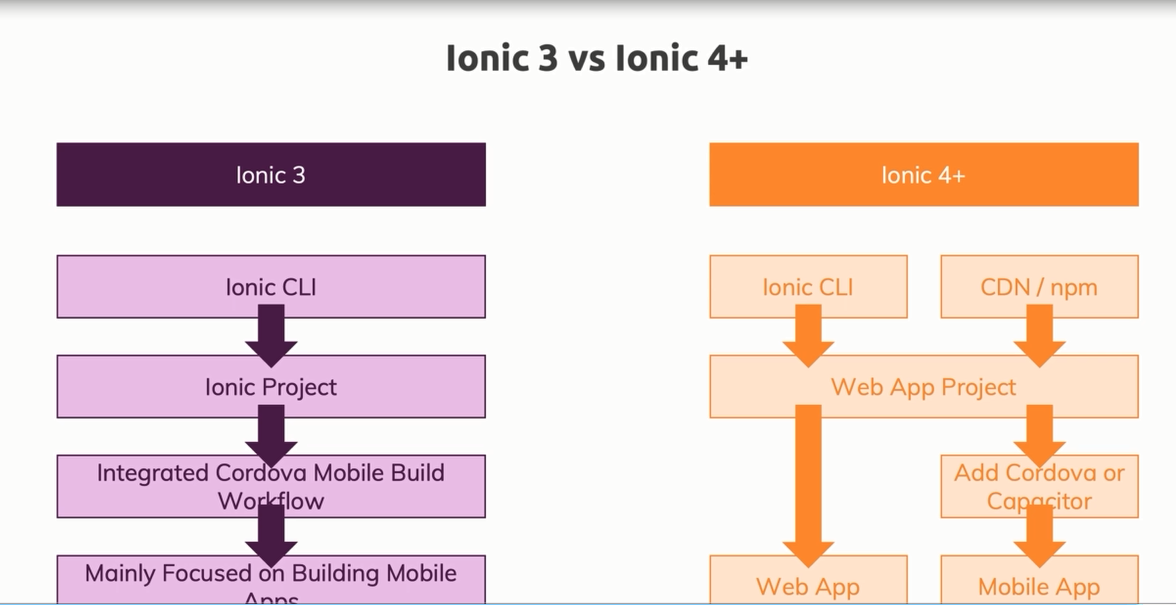 Ionic 3 vs Ionic 4+
Ionic 3
Ionic CLI
Ionic Project
Integrated Cordova Mobile Build
Workflow
Mainly Focused on Building Mobile
Apps
Ionic 4+
Ionic CLI
CDN / npm
Web App Project
Add Cordova or
Capacitor
Web App
Mobile App